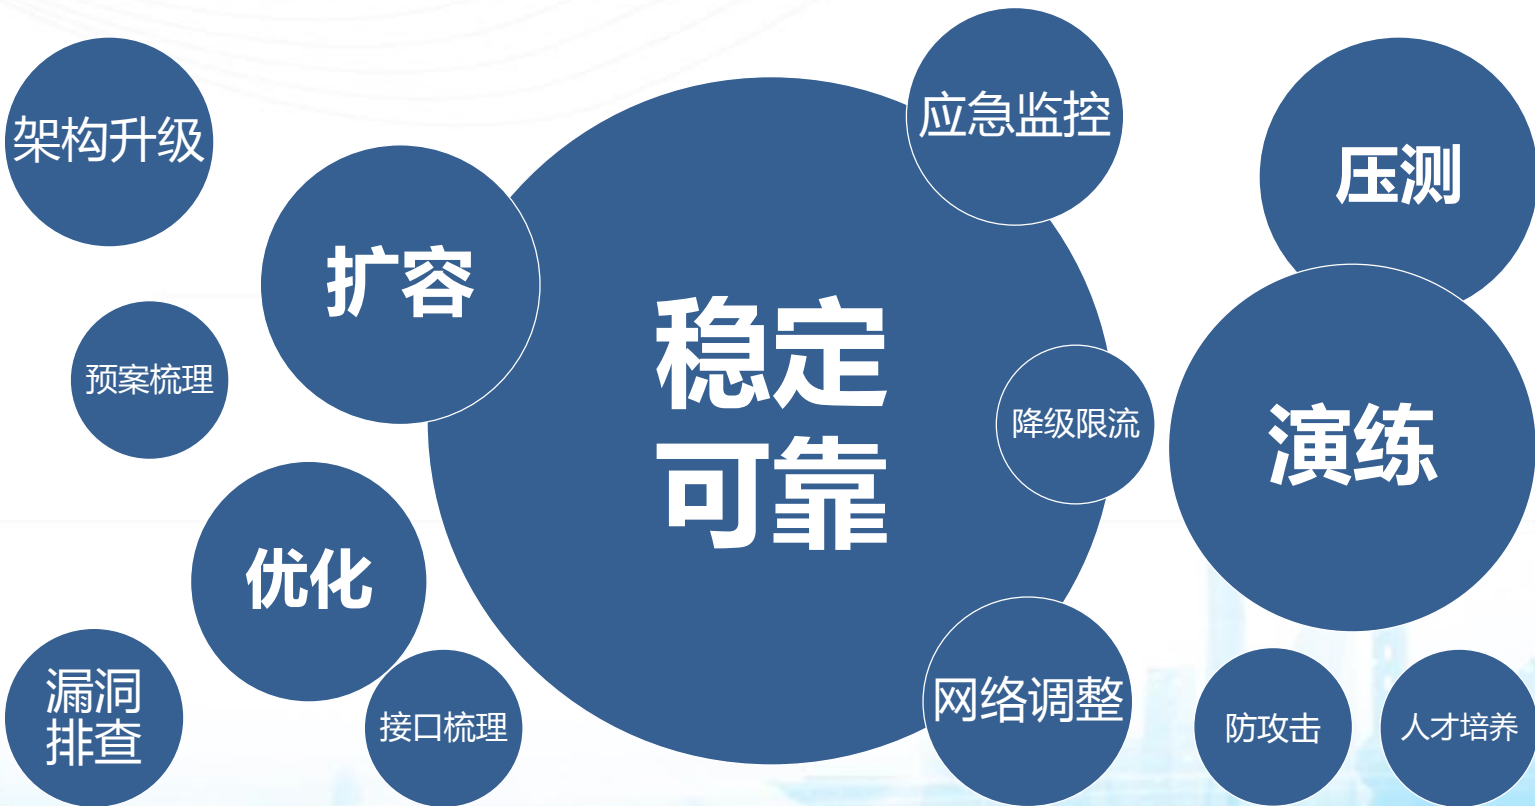 架构升级
应急监控
压测
扩容
稳定
可靠
预案梳理
降级限流
演练
优化
漏洞
排查
接口梳理
网络调整
防攻击
人才培养